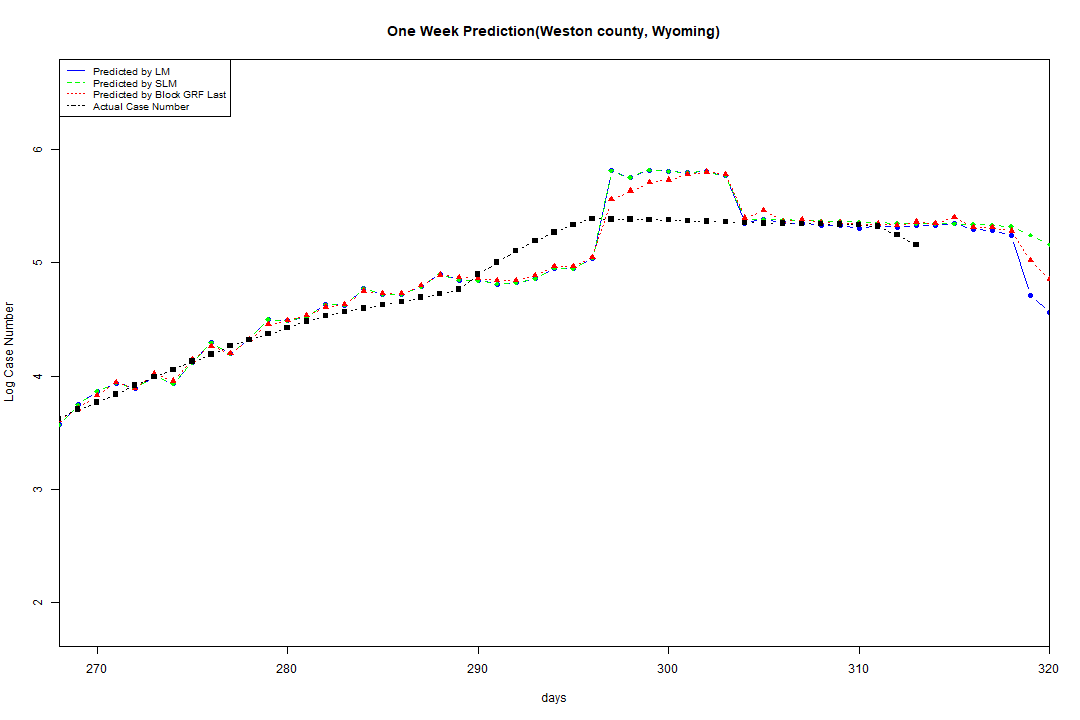 One Week Prediction(Weston county, Wyoming)
Predicted by LM
Predicted by SLM
Predicted by Block GRF Last
Actual Case Number
6
5
4
3
2
Log Case Number
270 280 290 300 310 320
days